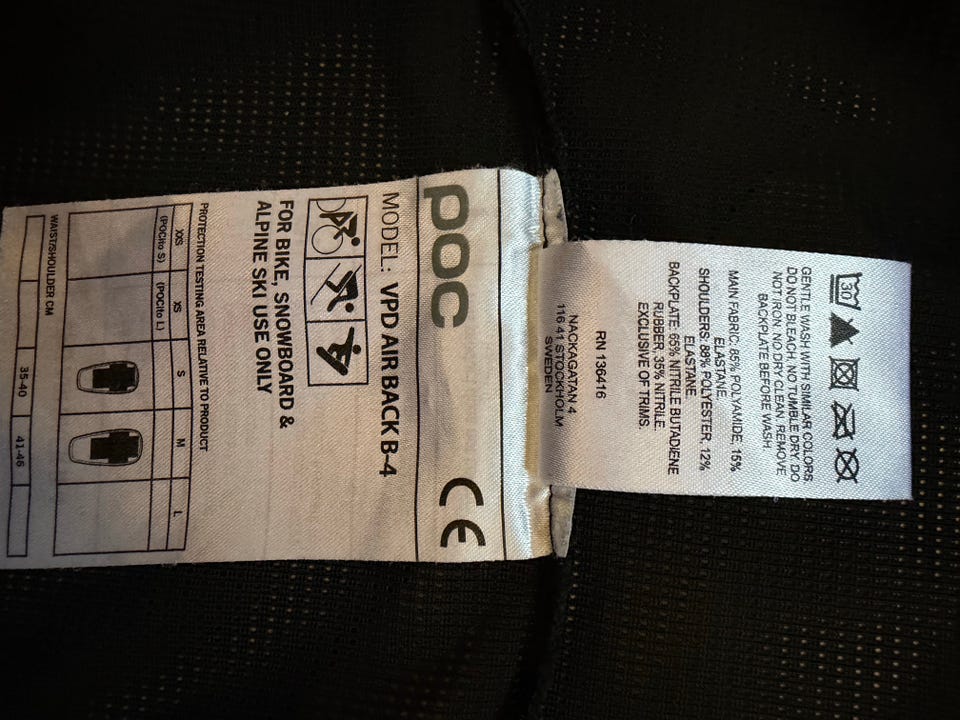 poc
CE
MODEL: VPD AIR BACK B-4
FOR BIKE, SNOWBOARD &
ALPINE SKI USE ONLY
PROTECTION TESTING AREA RELATIVE TO PRODUCT
XXS XS S M L
(POCito S) (POCito L)
WAIST/SHOULDER CM
35-40 41-46
30
GENTLE WASH WITH SIMILAR COLORS
DO NOT BLEACH. NO TUMBLE DRY. DO
NOT IRON. NO DRY CLEAN. REMOVE
BACKPLATE BEFORE WASH.
MAIN FABRIC: 85% POLYAMIDE, 15%
ELASTANE.
SHOULDERS: 88% POLYESTER, 12%
ELASTANE.
BACKPLATE: 65% NITRILE BUTADIENE
RUBBER, 35% NITRILE.
EXCLUSIVE OF TRIMS.
RN 136416
NACKAGATAN 4
116 41 STOCKHOLM
SWEDEN